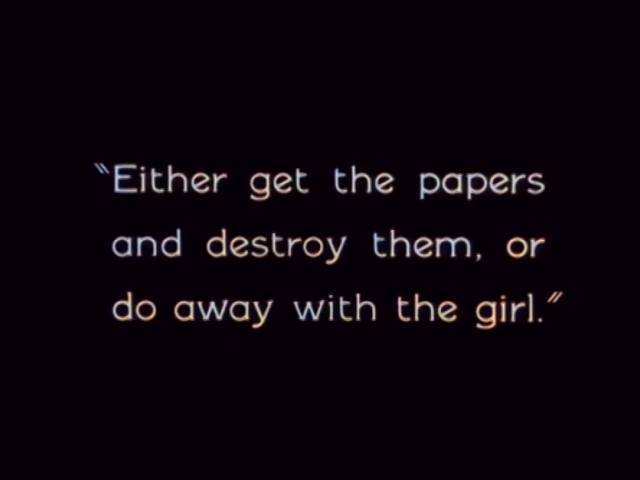 "Either get the papers
and destroy them, or
do away with the girl."